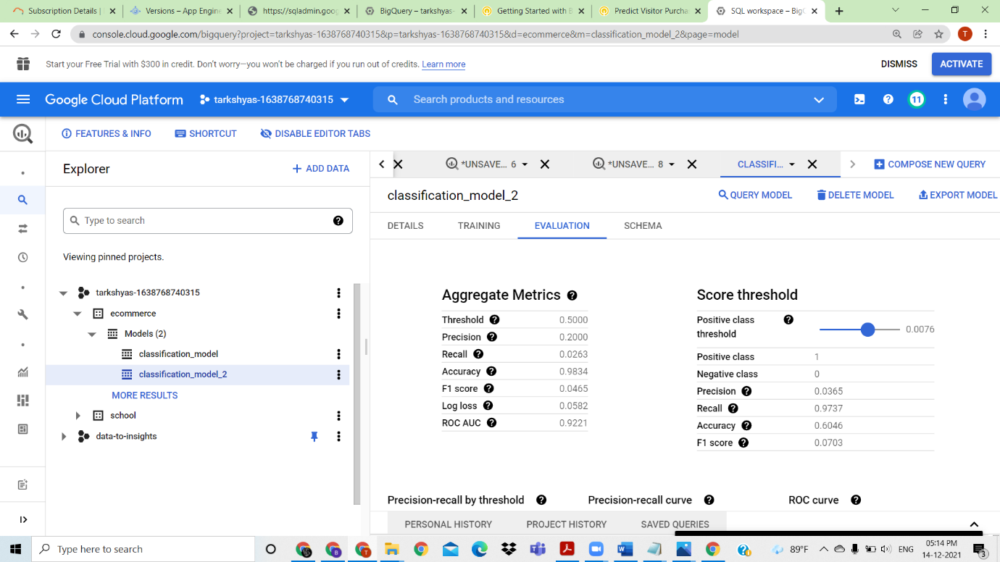 Subscription Details |
Versions – App Engine
https://sqladmin.goog
BigQuery – tarkshyas-
Getting Started with B
Predict Visitor Purcha
SQL workspace – Big
console.cloud.google.com/bigquery?project=tarkshyas-1638768740315&p=tarkshyas-1638768740315&d=ecommerce&m=classification_model_2&page=model
T
Start your Free Trial with $300 in credit. Don't worry—you won't be charged if you run out of credits. Learn more
DISMISS
ACTIVATE
Google Cloud Platform
tarkshyas-1638768740315
Search products and resources
11
FEATURES & INFO
SHORTCUT
DISABLE EDITOR TABS
Explorer
+ ADD DATA
*UNSAVE... 6
*UNSAVE... 8
CLASSIFI...
COMPOSE NEW QUERY
classification_model_2
QUERY MODEL
DELETE MODEL
EXPORT MODEL
Type to search
DETAILS
TRAINING
EVALUATION
SCHEMA
Viewing pinned projects.
tarkshyas-1638768740315
ecommerce
Models (2)
classification_model
classification_model_2
MORE RESULTS
school
data-to-insights
Aggregate Metrics
Threshold 0.5000
Precision 0.2000
Recall 0.0263
Accuracy 0.9834
F1 score 0.0465
Log loss 0.0582
ROC AUC 0.9221
Score threshold
Positive class
threshold
0.0076
Positive class 1
Negative class 0
Precision 0.0365
Recall 0.9737
Accuracy 0.6046
F1 score 0.0703
Precision-recall by threshold
Precision-recall curve
ROC curve
PERSONAL HISTORY
PROJECT HISTORY
SAVED QUERIES
Type here to search
89°F
ENG
05:14 PM
14-12-2021
3